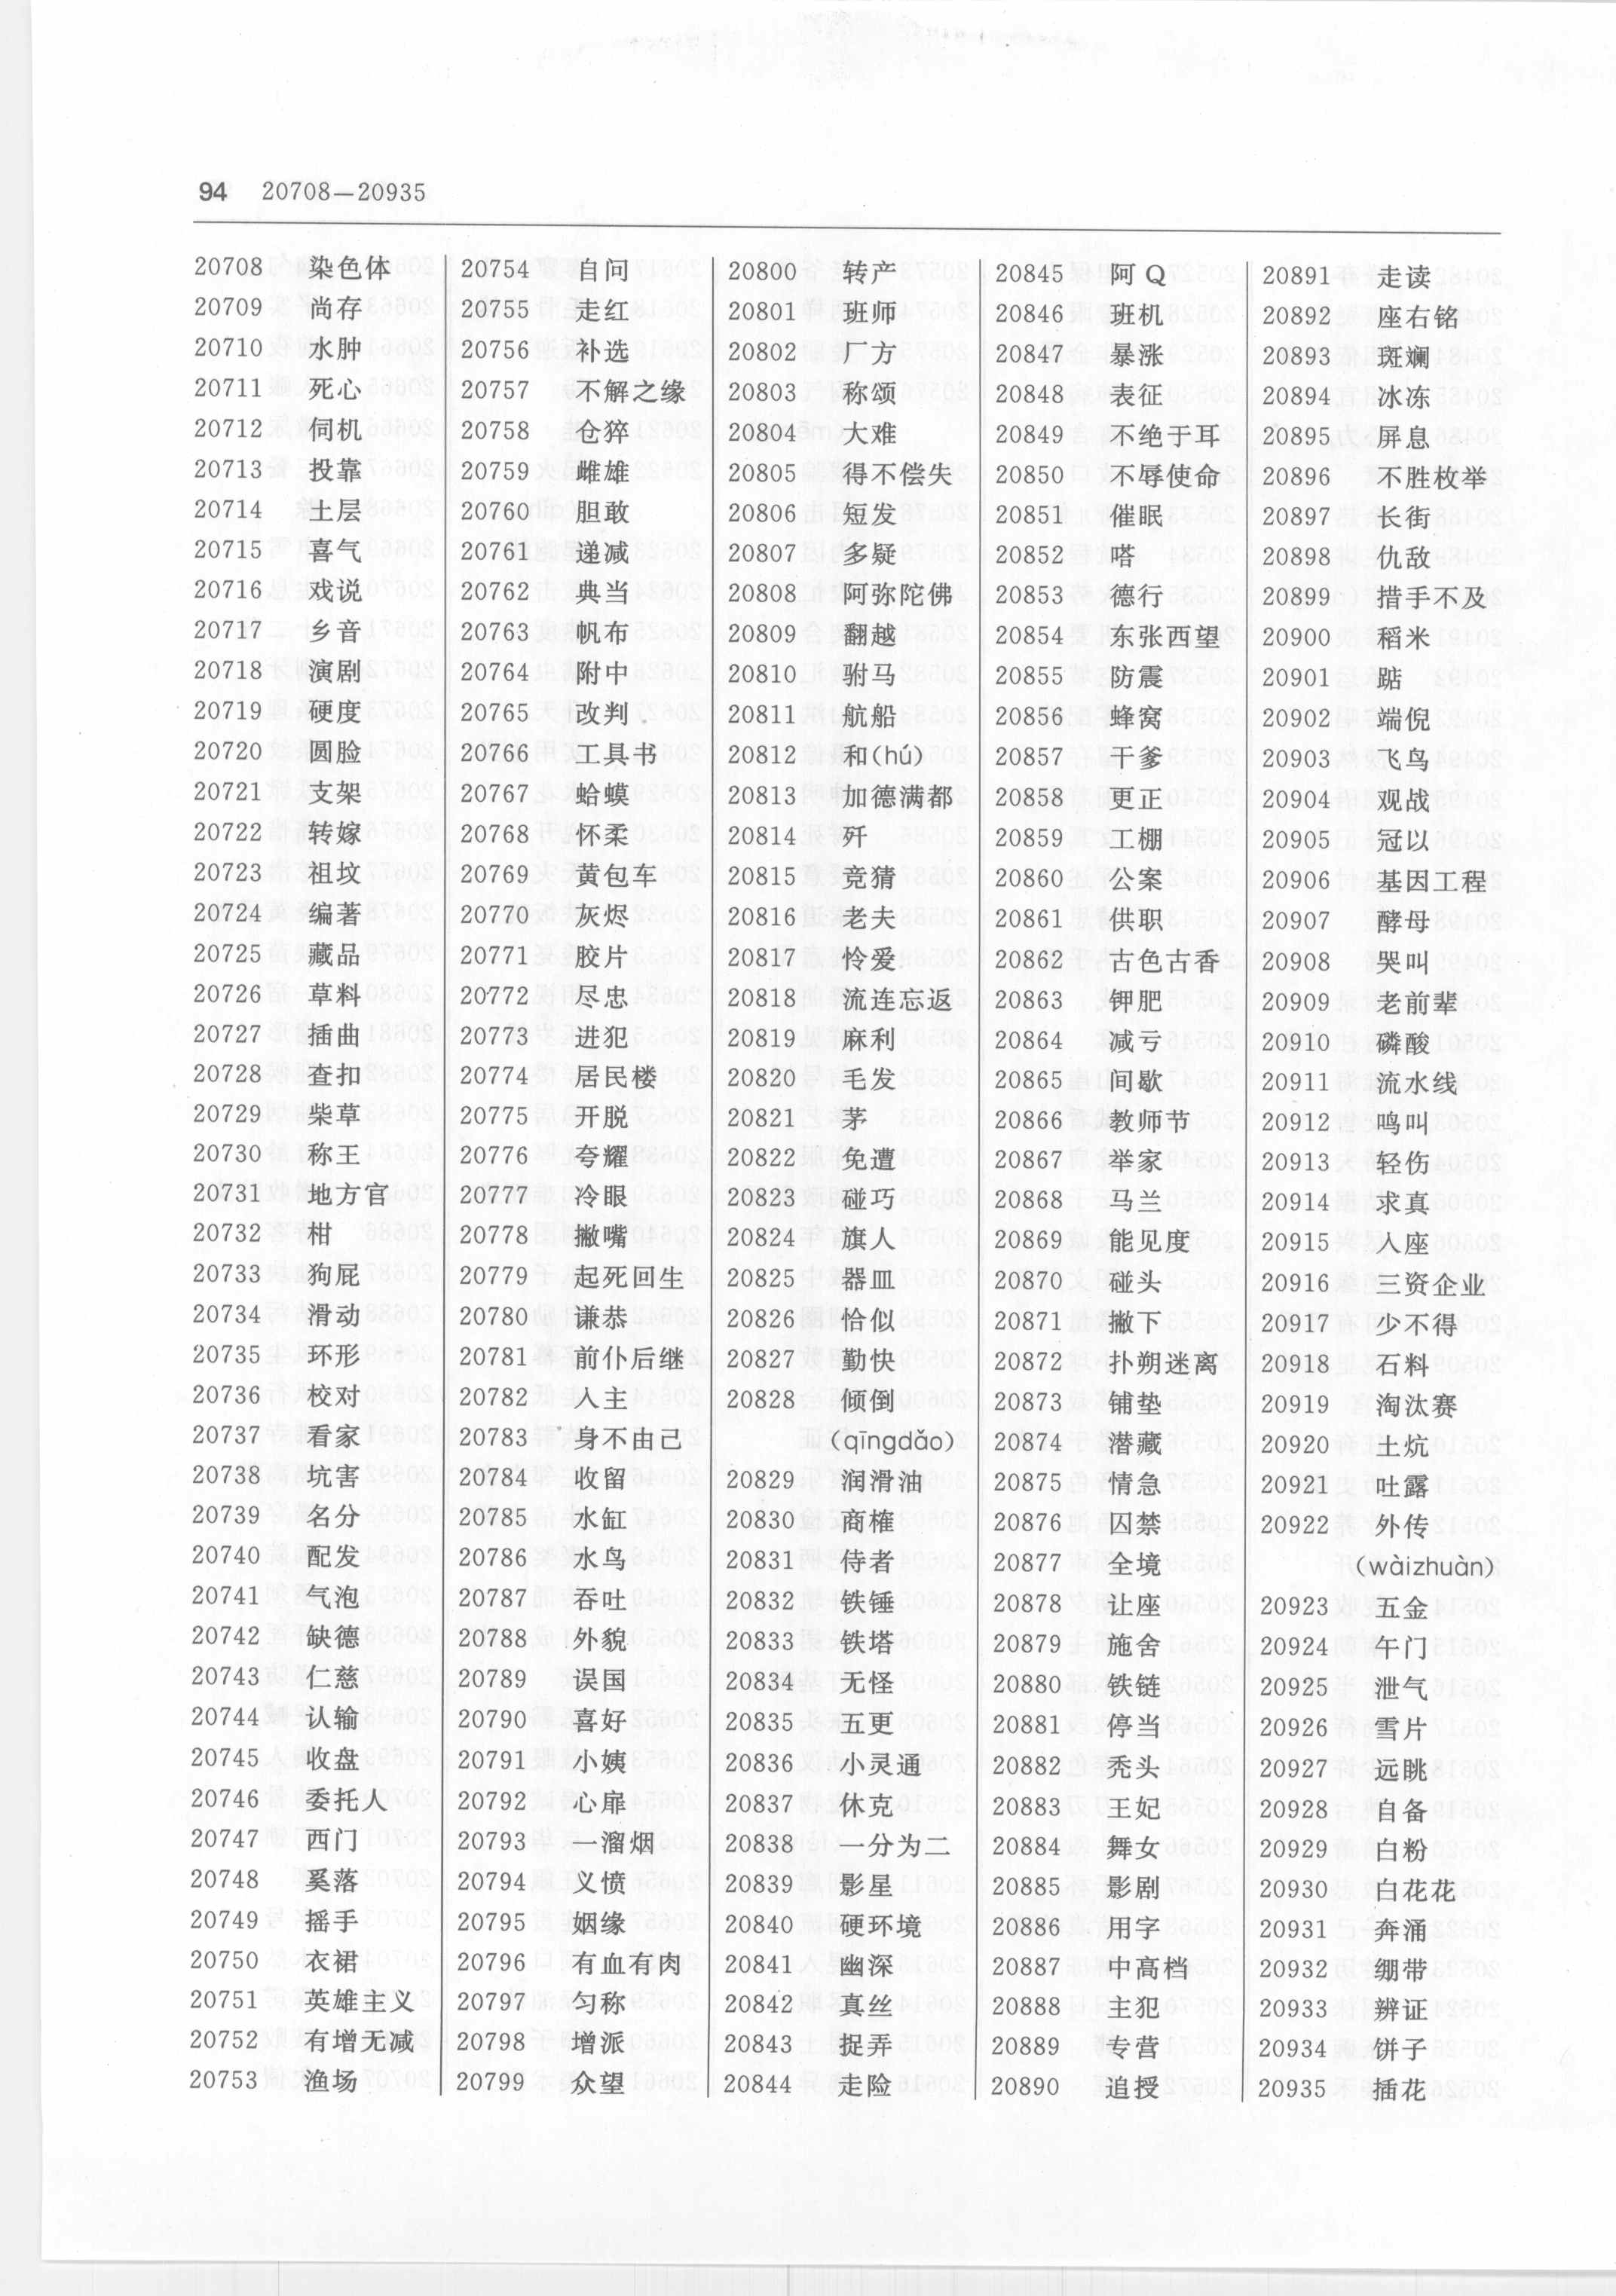 94 20708—20935
20708 染色体
20709 尚存
20710 水肿
20711 死心
20712 伺机
20713 投靠
20714 土层
20715 喜气
20716 戏说
20717 乡音
20718 演剧
20719 硬度
20720 圆脸
20721 支架
20722 转嫁
20723 祖坟
20724 编著
20725 藏品
20726 草料
20727 插曲
20728 查扣
20729 柴草
20730 称王
20731 地方官
20732 柑
20733 狗屁
20734 滑动
20735 环形
20736 校对
20737 看家
20738 坑害
20739 名分
20740 配发
20741 气泡
20742 缺德
20743 仁慈
20744 认输
20745 收盘
20746 委托人
20747 西门
20748 奚落
20749 摇手
20750 衣裙
20751 英雄主义
20752 有增无减
20753 渔场
20754 自问
20755 走红
20756 补选
20757 不解之缘
20758 仓猝
20759 雌雄
20760 胆敢
20761 递减
20762 典当
20763 帆布
20764 附中
20765 改判
20766 工具书
20767 蛤蟆
20768 怀柔
20769 黄包车
20770 灰烬
20771 胶片
20772 尽忠
20773 进犯
20774 居民楼
20775 开脱
20776 夸耀
20777 冷眼
20778 撇嘴
20779 起死回生
20780 谦恭
20781 前仆后继
20782 人主
20783 身不由己
20784 收留
20785 水缸
20786 水鸟
20787 吞吐
20788 外貌
20789 误国
20790 喜好
20791 小姨
20792 心扉
20793 一溜烟
20794 义愤
20795 姻缘
20796 有血有肉
20797 匀称
20798 增派
20799 众望
20800 转产
20801 班师
20802 厂方
20803 称颂
20804 大难
20805 得不偿失
20806 短发
20807 多疑
20808 阿弥陀佛
20809 翻越
20810 驸马
20811 航船
20812 和(hú)
20813 加德满都
20814 歼
20815 竞猜
20816 老夫
20817 怜爱
20818 流连忘返
20819 麻利
20820 毛发
20821 茅
20822 免遭
20823 碰巧
20824 旗人
20825 器皿
20826 恰似
20827 勤快
20828 倾倒
(qīngdǎo)
20829 润滑油
20830 商榷
20831 侍者
20832 铁锤
20833 铁塔
20834 无怪
20835 五更
20836 小灵通
20837 休克
20838 一分为二
20839 影星
20840 硬环境
20841 幽深
20842 真丝
20843 捉弄
20844 走险
20845 阿Q
20846 班机
20847 暴涨
20848 表征
20849 不绝于耳
20850 不辱使命
20851 催眠
20852 嗒
20853 德行
20854 东张西望
20855 防震
20856 蜂窝
20857 干爹
20858 更正
20859 工棚
20860 公案
20861 供职
20862 古色古香
20863 钾肥
20864 减亏
20865 间歇
20866 教师节
20867 举家
20868 马兰
20869 能见度
20870 碰头
20871 撇下
20872 扑朔迷离
20873 铺垫
20874 潜藏
20875 情急
20876 囚禁
20877 全境
20878 让座
20879 施舍
20880 铁链
20881 停当
20882 秃头
20883 王妃
20884 舞女
20885 影剧
20886 用字
20887 中高档
20888 主犯
20889 专营
20890 追授
20891 走读
20892 座右铭
20893 斑斓
20894 冰冻
20895 屏息
20896 不胜枚举
20897 长街
20898 仇敌
20899 措手不及
20900 稻米
20901 踮
20902 端倪
20903 飞鸟
20904 观战
20905 冠以
20906 基因工程
20907 酵母
20908 哭叫
20909 老前辈
20910 磷酸
20911 流水线
20912 鸣叫
20913 轻伤
20914 求真
20915 入座
20916 三资企业
20917 少不得
20918 石料
20919 淘汰赛
20920 土炕
20921 吐露
20922 外传
(wàizhuàn)
20923 五金
20924 午门
20925 泄气
20926 雪片
20927 远眺
20928 自备
20929 白粉
20930 白花花
20931 奔涌
20932 绷带
20933 辨证
20934 饼子
20935 插花